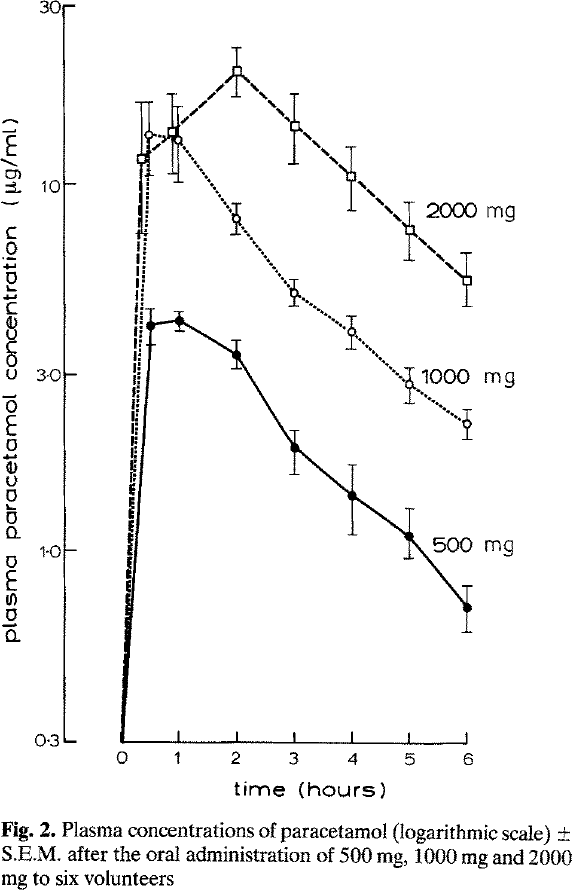 30
10
3.0
1·0
0·3
plasma paracetamol concentration (µg/ml)
2000 mg
1000 mg
500 mg
0 1 2 3 4 5 6
time (hours)
Fig. 2. Plasma concentrations of paracetamol (logarithmic scale) ±
S.E.M. after the oral administration of 500 mg, 1000 mg and 2000
mg to six volunteers